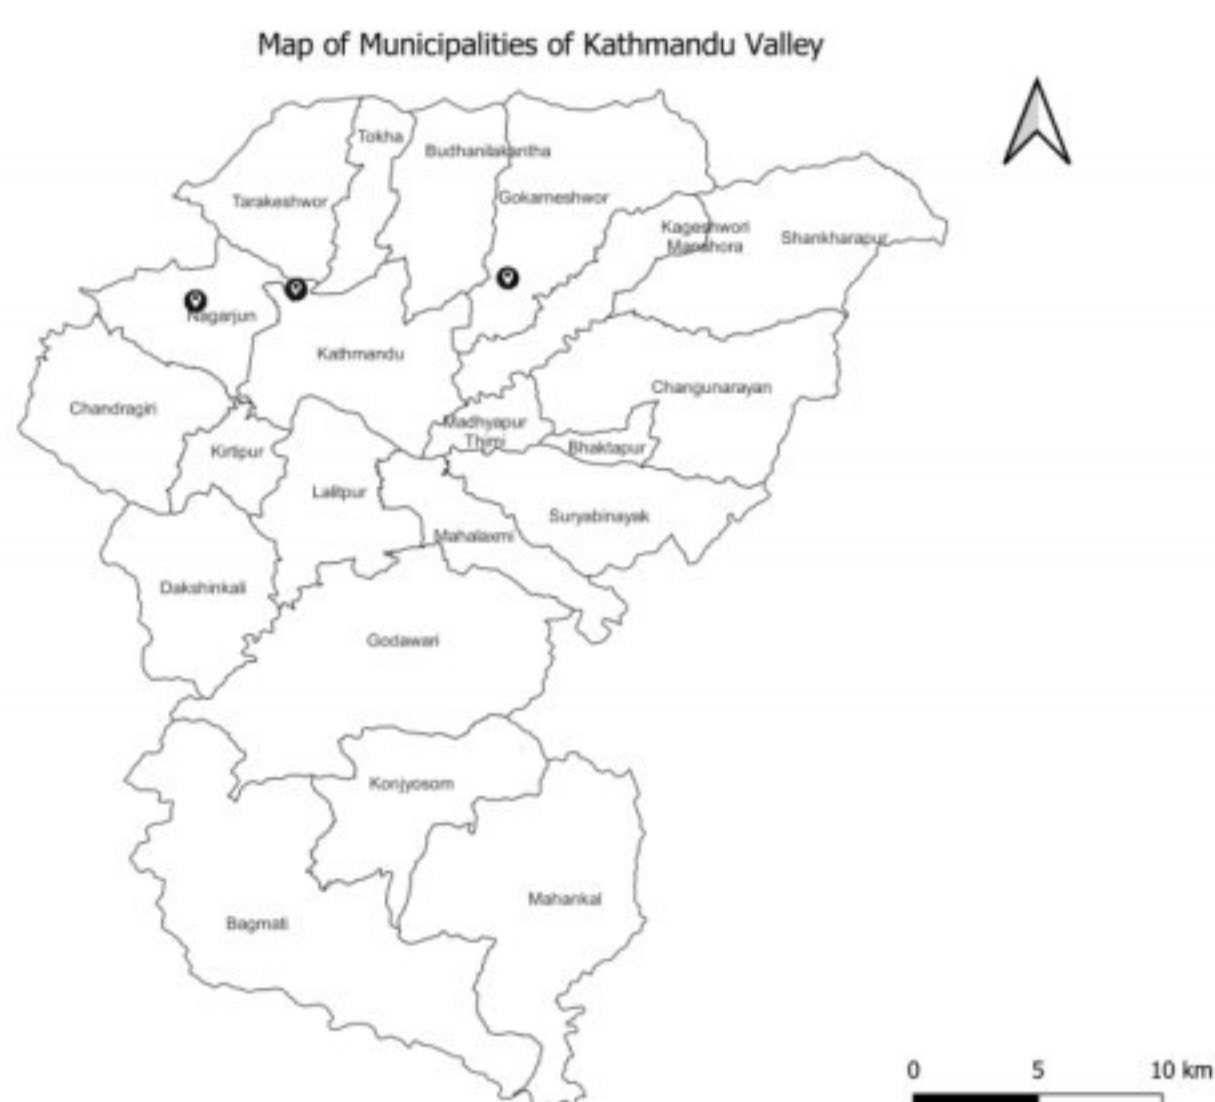 Map of Municipalities of Kathmandu Valley
Tokha
Budhanilakantha
Tarakeshwor
Gokarneshwor
Kageshwori
Manahora
Shankharapur
Nagarjun
Kathmandu
Changunarayan
Chandragiri
Madhyapur
Thimi
Bhaktapur
Kirtipur
Lalitpur
Suryabinayak
Mahalaxmi
Dakshinkali
Godawari
Konjyosom
Mahankal
Bagmati
0 5 10 km